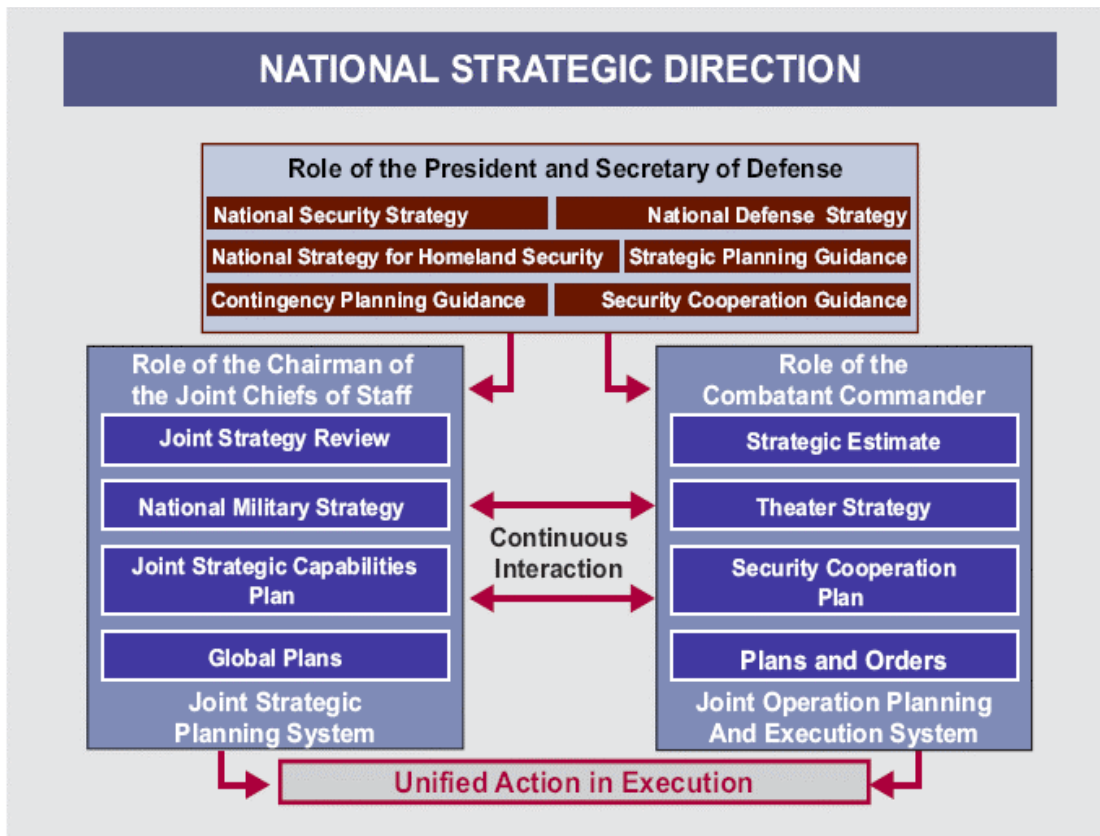 NATIONAL STRATEGIC DIRECTION
Role of the President and Secretary of Defense
National Security Strategy
National Defense Strategy
National Strategy for Homeland Security
Strategic Planning Guidance
Contingency Planning Guidance
Security Cooperation Guidance
Role of the Chairman of
the Joint Chiefs of Staff
Joint Strategy Review
National Military Strategy
Joint Strategic Capabilities
Plan
Global Plans
Joint Strategic
Planning System
Continuous
Interaction
Role of the
Combatant Commander
Strategic Estimate
Theater Strategy
Security Cooperation
Plan
Plans and Orders
Joint Operation Planning
And Execution System
Unified Action in Execution